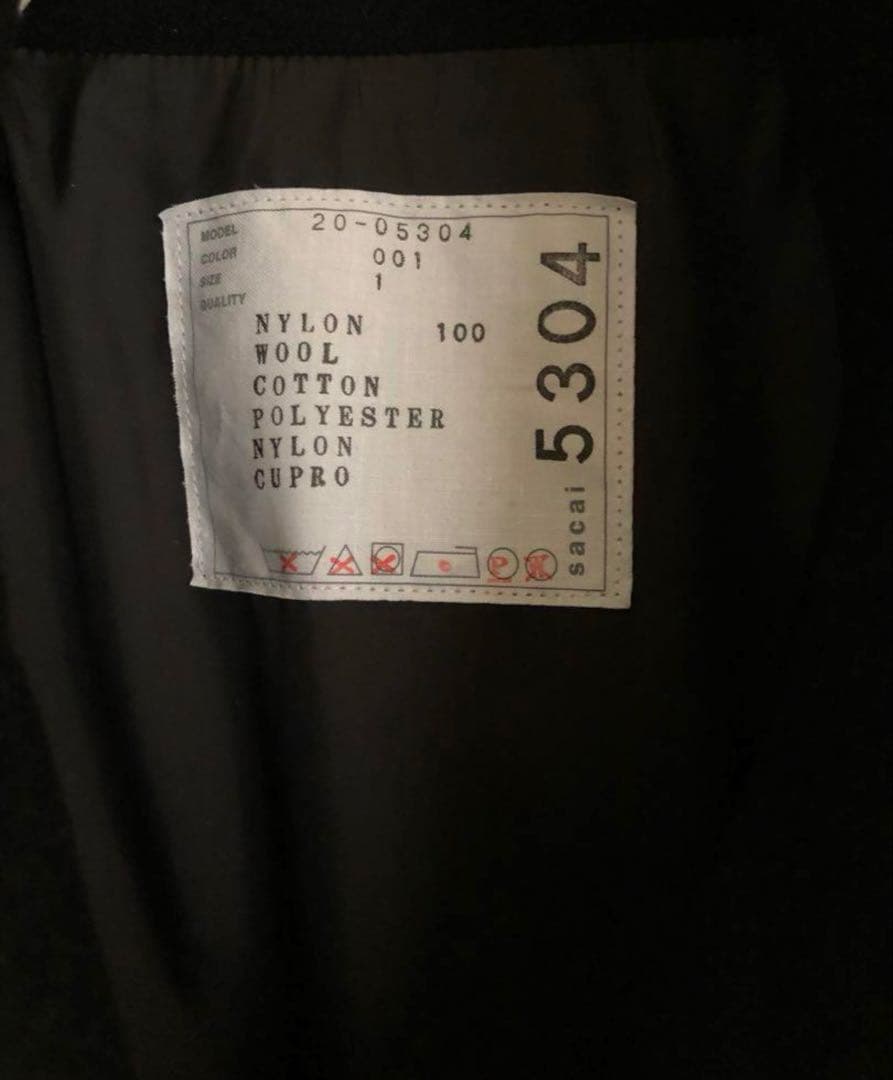 MODEL 20-05304
COLOR 001
SIZE 1
QUALITY
NYLON 100
WOOL
COTTON
POLYESTER
NYLON
CUPRO
P
sacai 5304